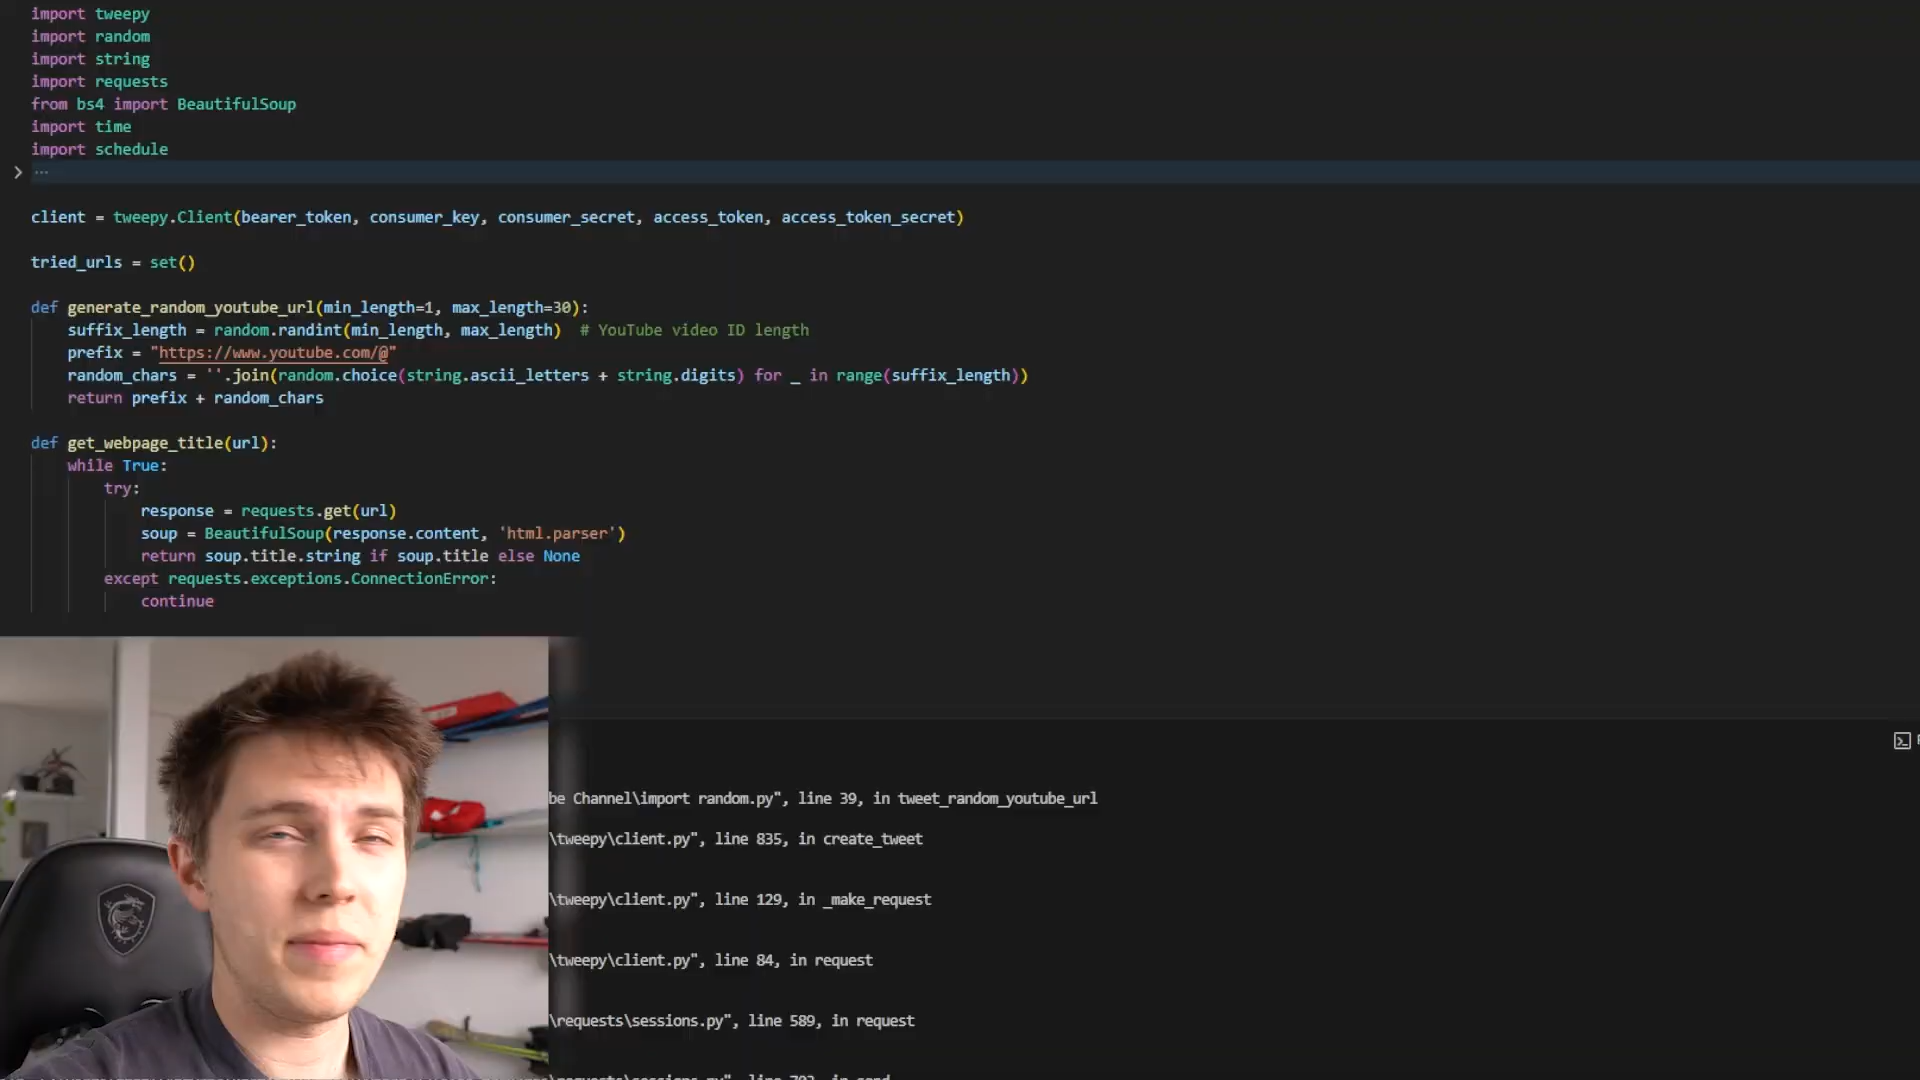 import tweepy
import random
import string
import requests
from bs4 import BeautifulSoup
import time
import schedule
...
client = tweepy.Client(bearer_token, consumer_key, consumer_secret, access_token, access_token_secret)
tried_urls = set()
def generate_random_youtube_url(min_length=1, max_length=30):
suffix_length = random.randint(min_length, max_length)  # YouTube video ID length
prefix = "https://www.youtube.com/@"
random_chars = ''.join(random.choice(string.ascii_letters + string.digits) for _ in range(suffix_length))
return prefix + random_chars
def get_webpage_title(url):
while True:
try:
response = requests.get(url)
soup = BeautifulSoup(response.content, 'html.parser')
return soup.title.string if soup.title else None
except requests.exceptions.ConnectionError:
continue
be Channel\import random.py", line 39, in tweet_random_youtube_url
\tweepy\client.py", line 835, in create_tweet
\tweepy\client.py", line 129, in _make_request
\tweepy\client.py", line 84, in request
\requests\sessions.py", line 589, in request